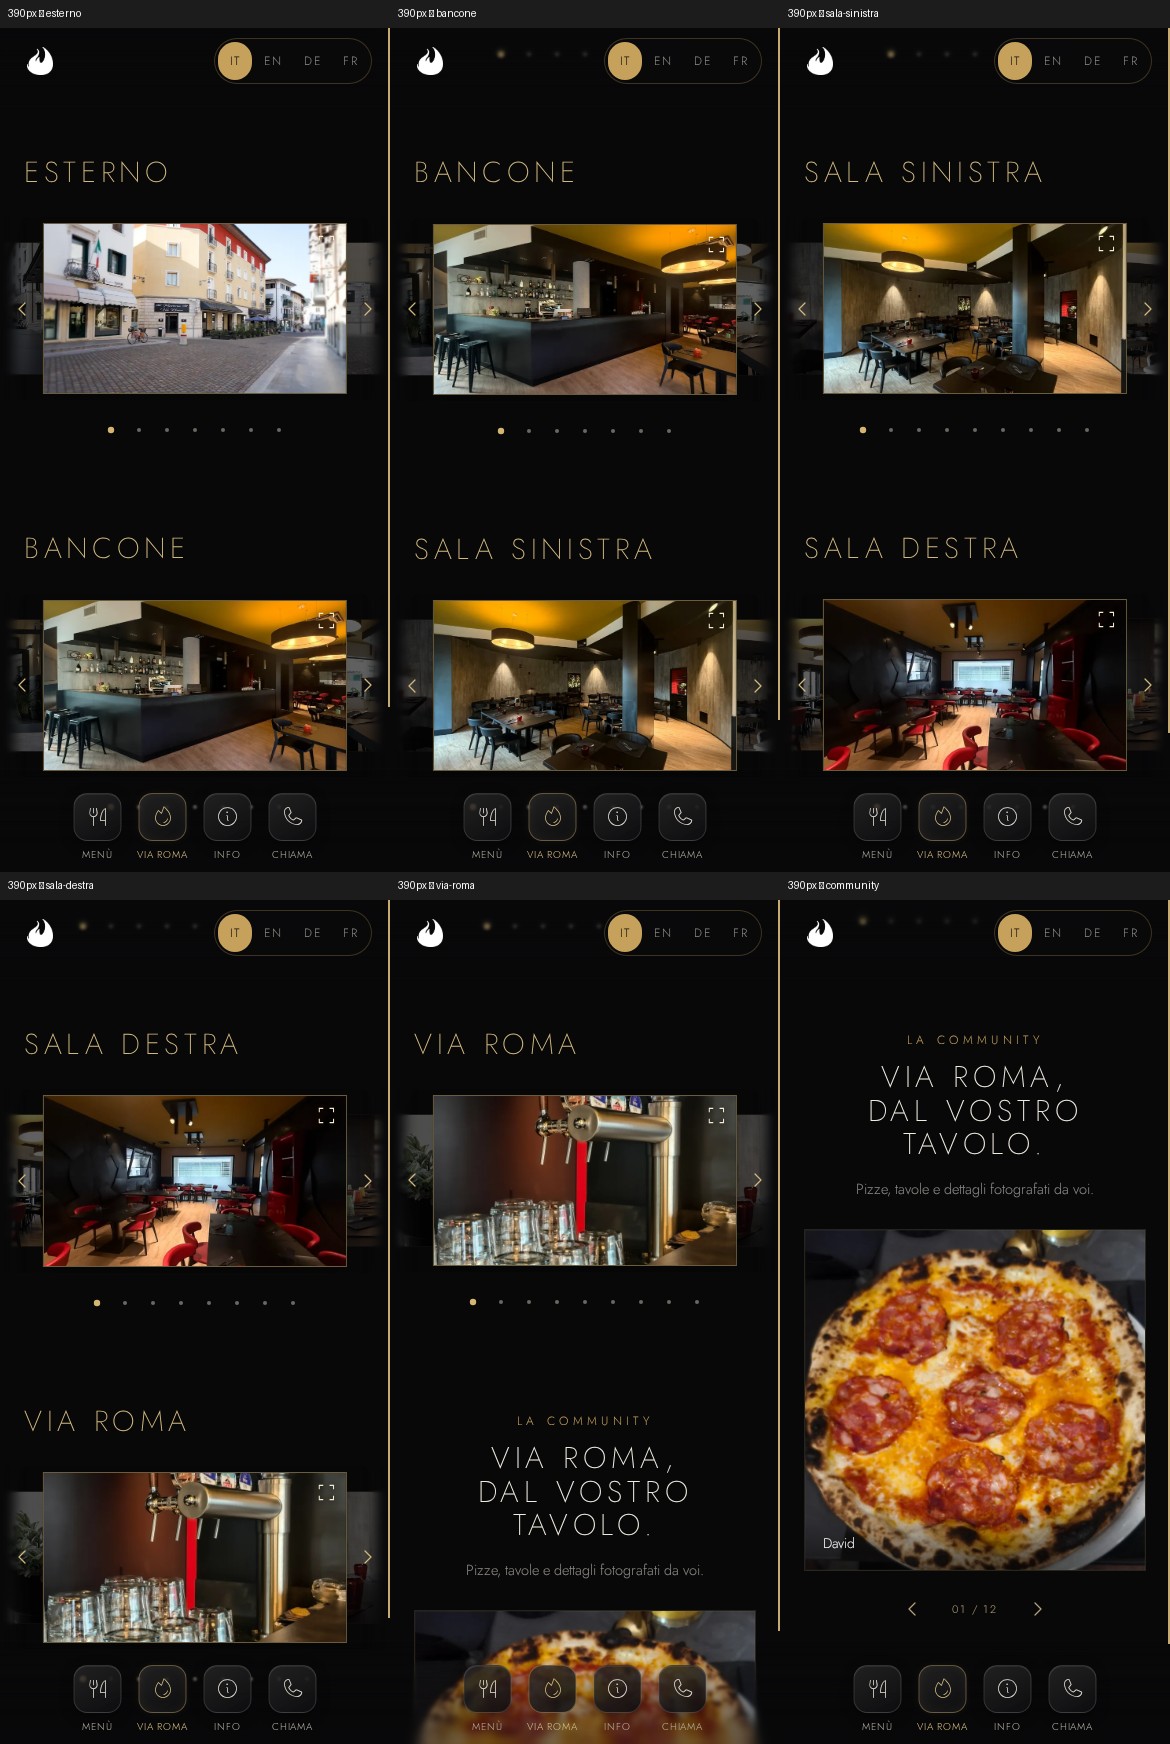 390px esterno
IT EN DE FR
ESTERNO
BANCONE
MENÙ VIA ROMA INFO CHIAMA
390px bancone
IT EN DE FR
BANCONE
SALA SINISTRA
MENÙ VIA ROMA INFO CHIAMA
390px sala-sinistra
IT EN DE FR
SALA SINISTRA
SALA DESTRA
MENÙ VIA ROMA INFO CHIAMA
390px sala-destra
IT EN DE FR
SALA DESTRA
VIA ROMA
MENÙ VIA ROMA INFO CHIAMA
390px via-roma
IT EN DE FR
VIA ROMA
LA COMMUNITY
VIA ROMA,
DAL VOSTRO
TAVOLO.
Pizze, tavole e dettagli fotografati da voi.
MENÙ VIA ROMA INFO CHIAMA
390px community
IT EN DE FR
LA COMMUNITY
VIA ROMA,
DAL VOSTRO
TAVOLO.
Pizze, tavole e dettagli fotografati da voi.
David
01 / 12
MENÙ VIA ROMA INFO CHIAMA